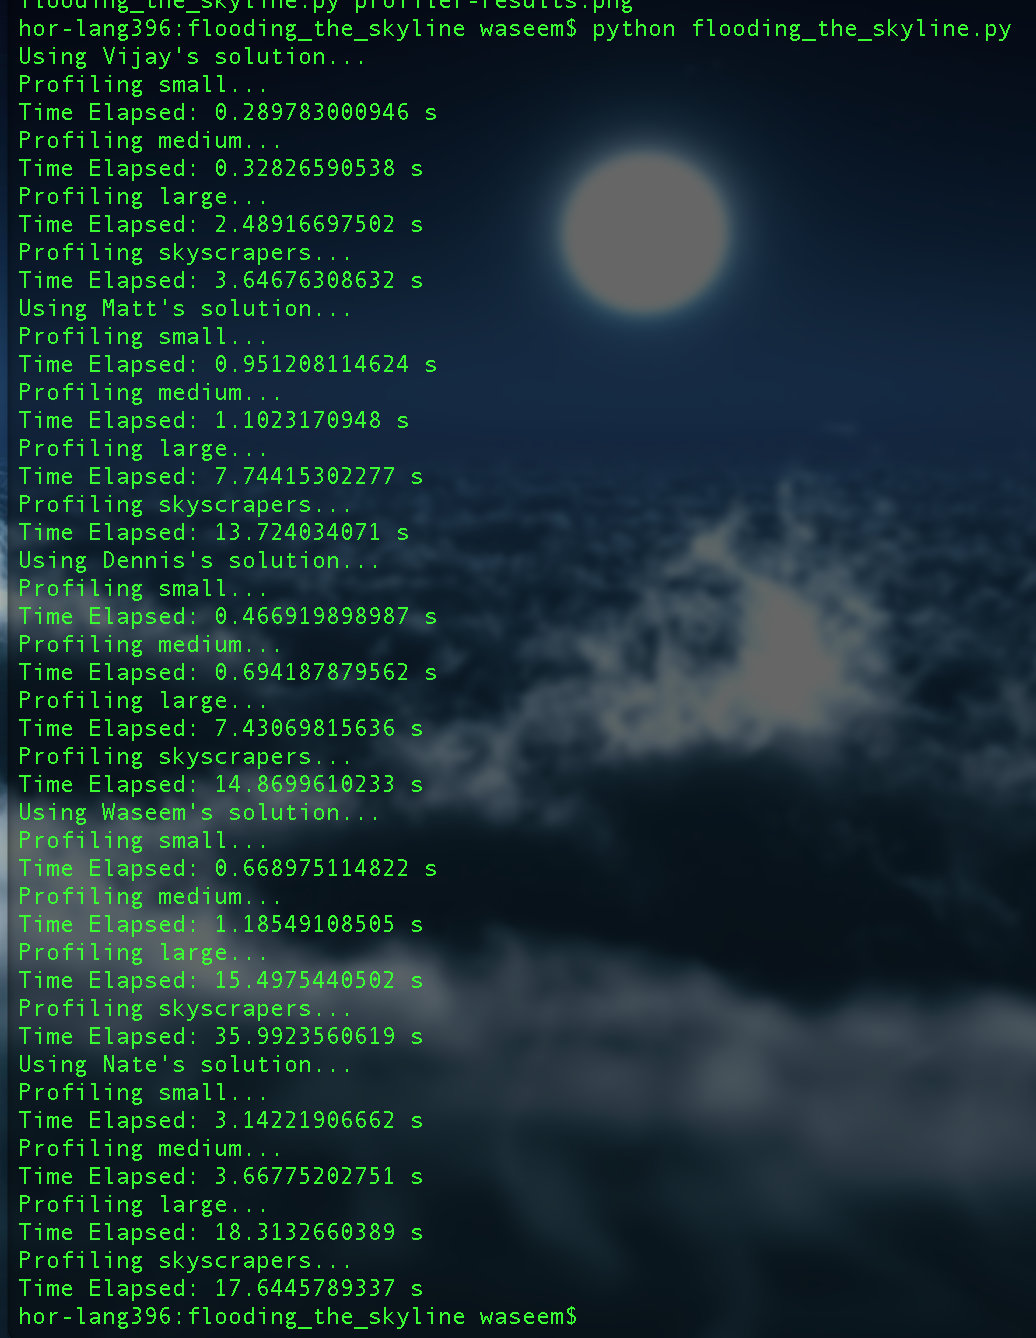 flooding_the_skyline.py profiler-results.png
hor-lang396:flooding_the_skyline waseem$ python flooding_the_skyline.py
Using Vijay's solution...
Profiling small...
Time Elapsed: 0.289783000946 s
Profiling medium...
Time Elapsed: 0.32826590538 s
Profiling large...
Time Elapsed: 2.48916697502 s
Profiling skyscrapers...
Time Elapsed: 3.64676308632 s
Using Matt's solution...
Profiling small...
Time Elapsed: 0.951208114624 s
Profiling medium...
Time Elapsed: 1.1023170948 s
Profiling large...
Time Elapsed: 7.74415302277 s
Profiling skyscrapers...
Time Elapsed: 13.724034071 s
Using Dennis's solution...
Profiling small...
Time Elapsed: 0.466919898987 s
Profiling medium...
Time Elapsed: 0.694187879562 s
Profiling large...
Time Elapsed: 7.43069815636 s
Profiling skyscrapers...
Time Elapsed: 14.8699610233 s
Using Waseem's solution...
Profiling small...
Time Elapsed: 0.668975114822 s
Profiling medium...
Time Elapsed: 1.18549108505 s
Profiling large...
Time Elapsed: 15.4975440502 s
Profiling skyscrapers...
Time Elapsed: 35.9923560619 s
Using Nate's solution...
Profiling small...
Time Elapsed: 3.14221906662 s
Profiling medium...
Time Elapsed: 3.66775202751 s
Profiling large...
Time Elapsed: 18.3132660389 s
Profiling skyscrapers...
Time Elapsed: 17.6445789337 s
hor-lang396:flooding_the_skyline waseem$